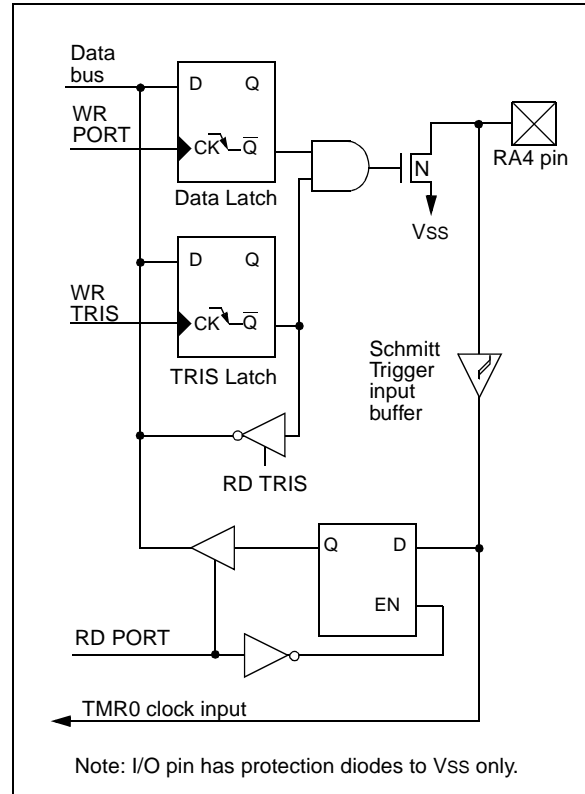 Data
bus
D Q
WR
PORT
CK Q
Data Latch
N
RA4 pin
VSS
D Q
WR
TRIS
CK Q
TRIS Latch
Schmitt
Trigger
input
buffer
RD TRIS
Q D
EN
RD PORT
TMR0 clock input
Note: I/O pin has protection diodes to VSS only.